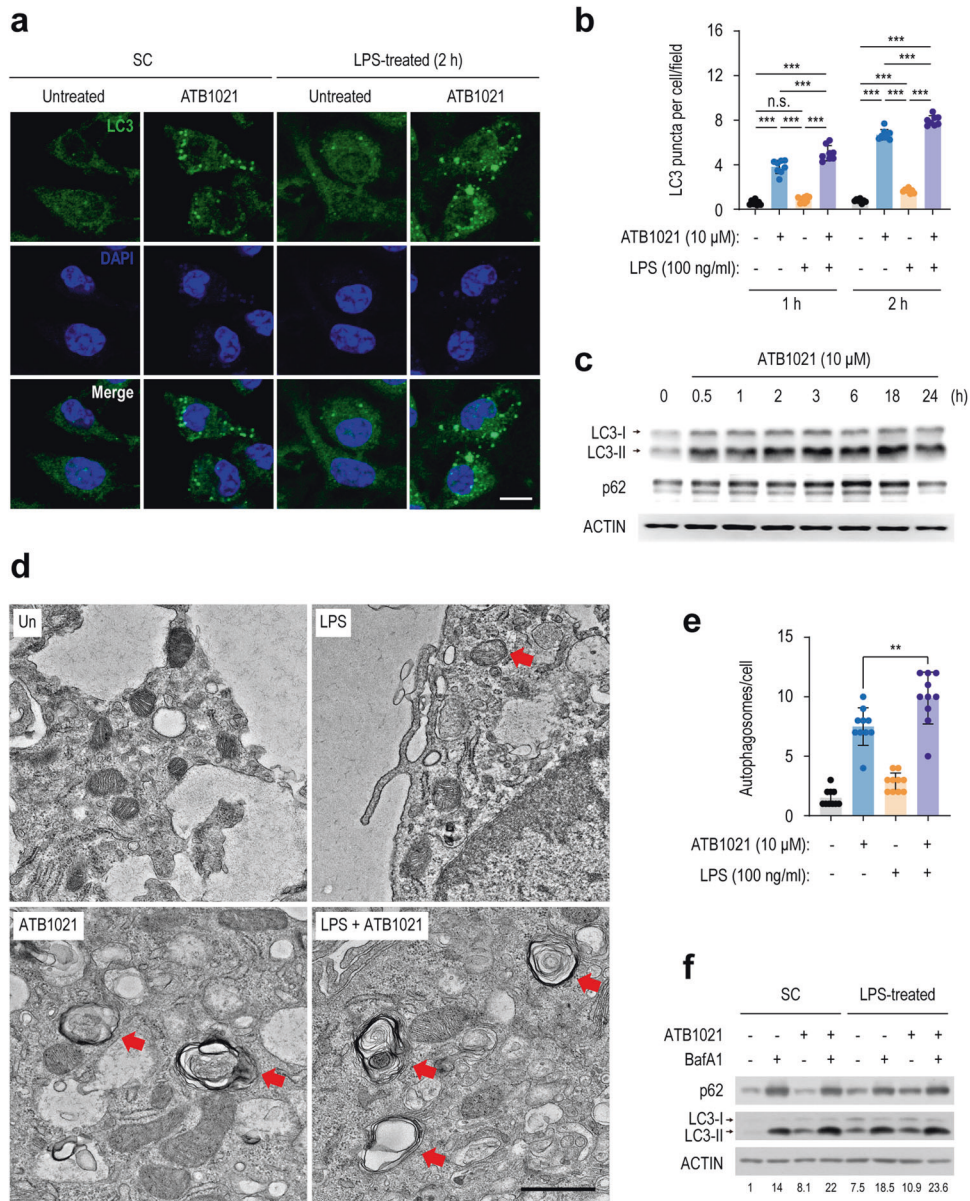 a
SC LPS-treated (2 h)
Untreated ATB1021 Untreated ATB1021
LC3
DAPI
Merge
b
LC3 puncta per cell/field
16
12
8
4
0
*** ***
*** ***
n.s. ***
*** *** *** *** *** ***
ATB1021 (10 µM): - + - + - + - +
LPS (100 ng/ml): - - + + - - + +
1 h 2 h
c
ATB1021 (10 µM)
0 0.5 1 2 3 6 18 24 (h)
LC3-I
LC3-II
p62
ACTIN
d
Un LPS
ATB1021 LPS + ATB1021
e
Autophagosomes/cell
15
10
5
0
**
ATB1021 (10 µM): - + - +
LPS (100 ng/ml): - - + +
f
SC LPS-treated
ATB1021 - - + + - - + +
BafA1 - + - + - + - +
p62
LC3-I
LC3-II
ACTIN
1 14 8.1 22 7.5 18.5 10.9 23.6